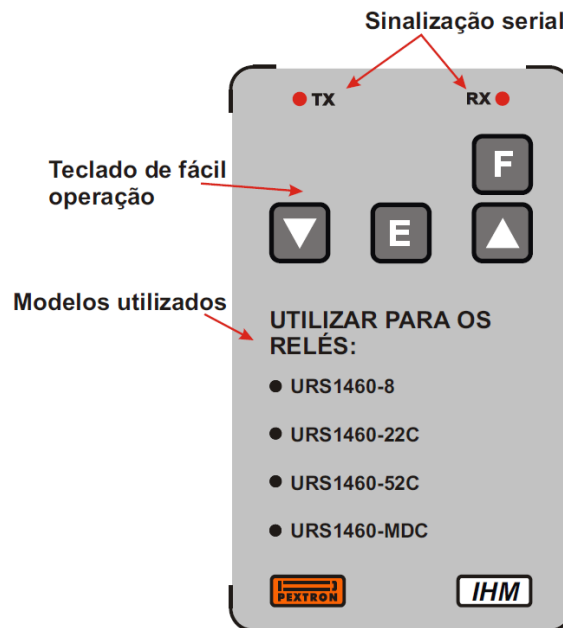 Sinalização serial
TX
RX
F
Teclado de fácil
operação
E
Modelos utilizados
UTILIZAR PARA OS
RELÉS:
URS1460-8
URS1460-22C
URS1460-52C
URS1460-MDC
PEXTRON
IHM